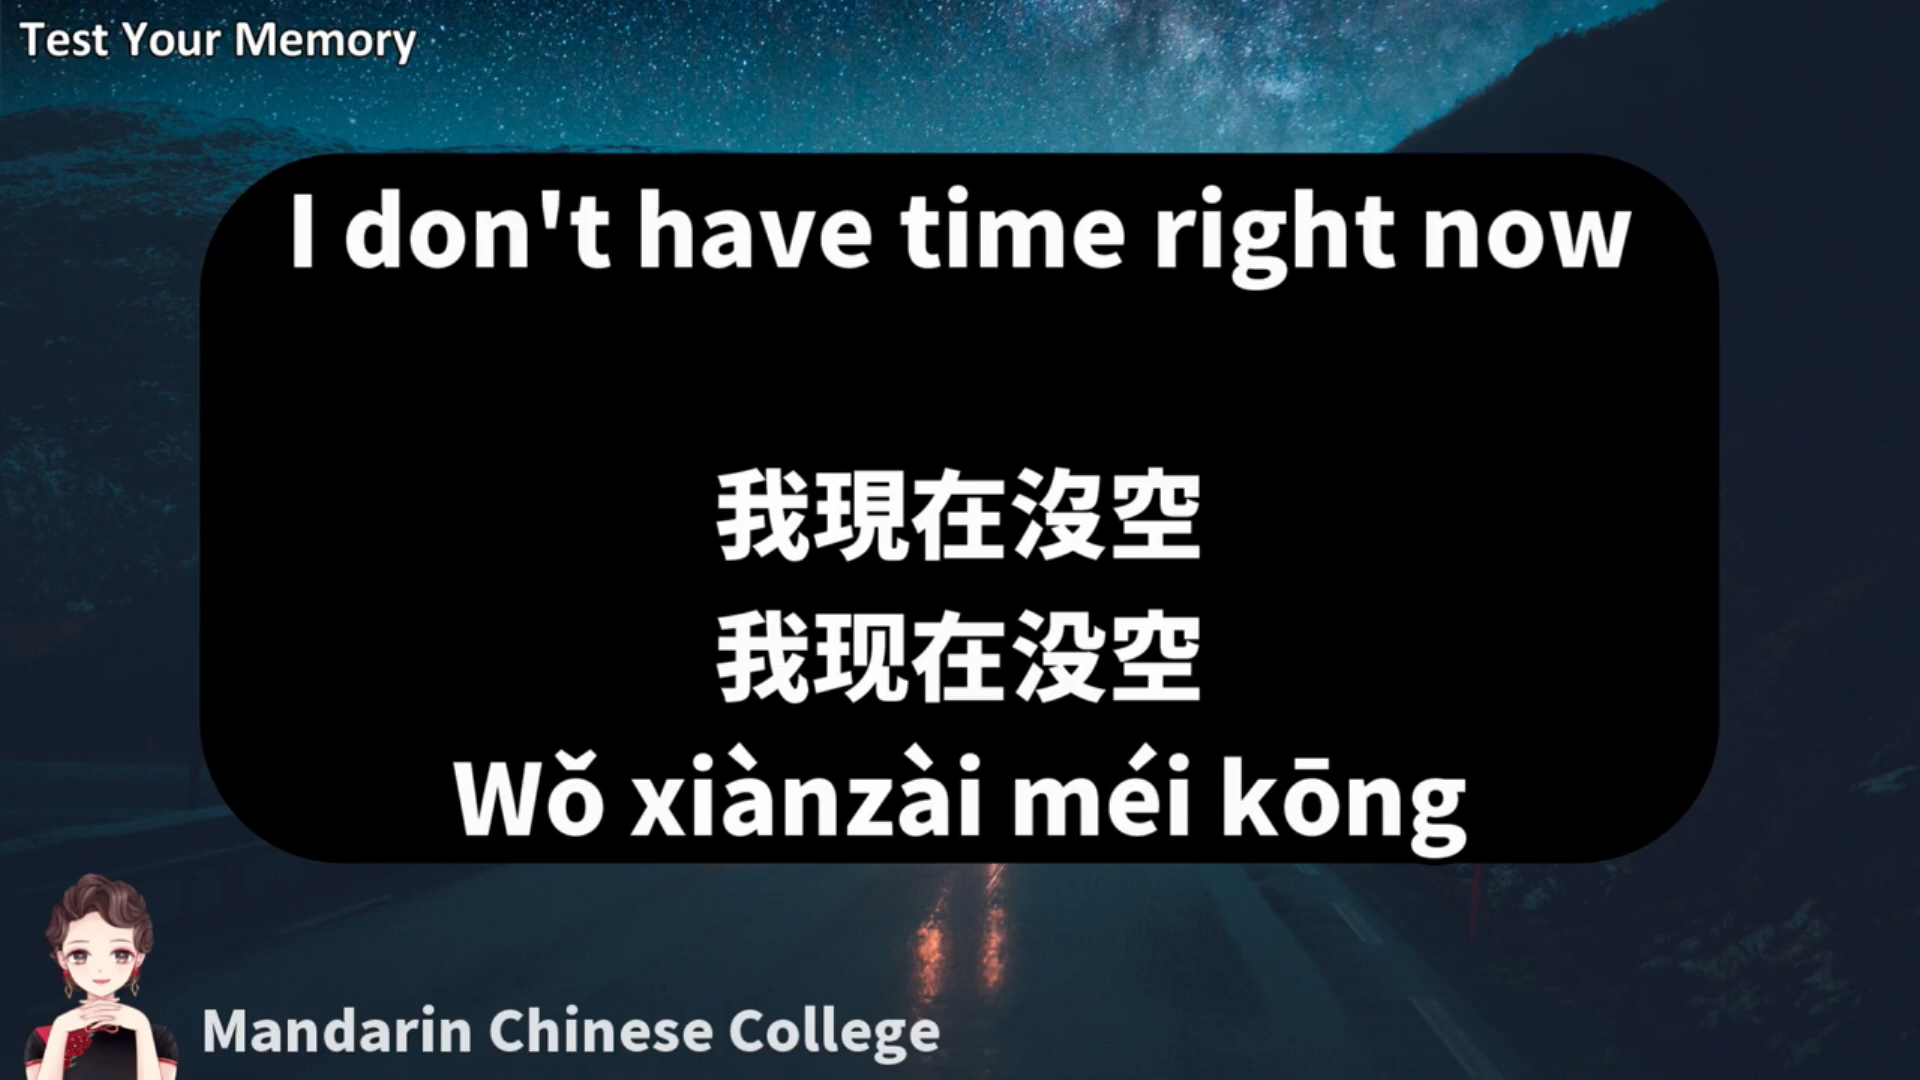 Test Your Memory
I don't have time right now
我現在沒空
我现在没空
Wǒ xiànzài méi kōng
Mandarin Chinese College